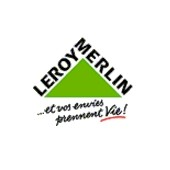 LEROY MERLIN
...et vos envies
prennent Vie!